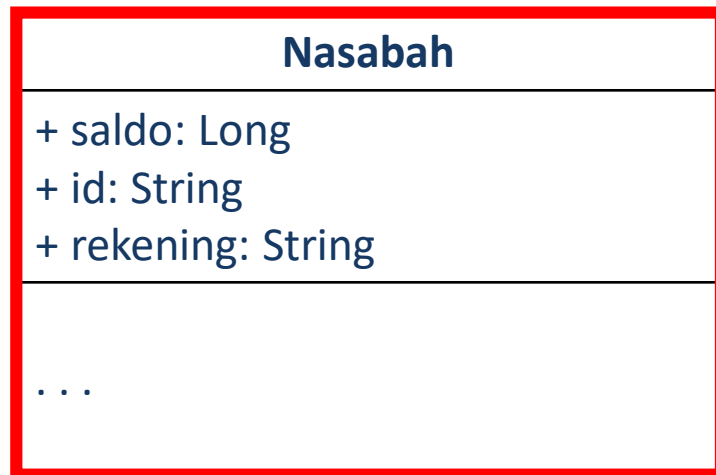 Nasabah
+ saldo: Long
+ id: String
+ rekening: String
. . .